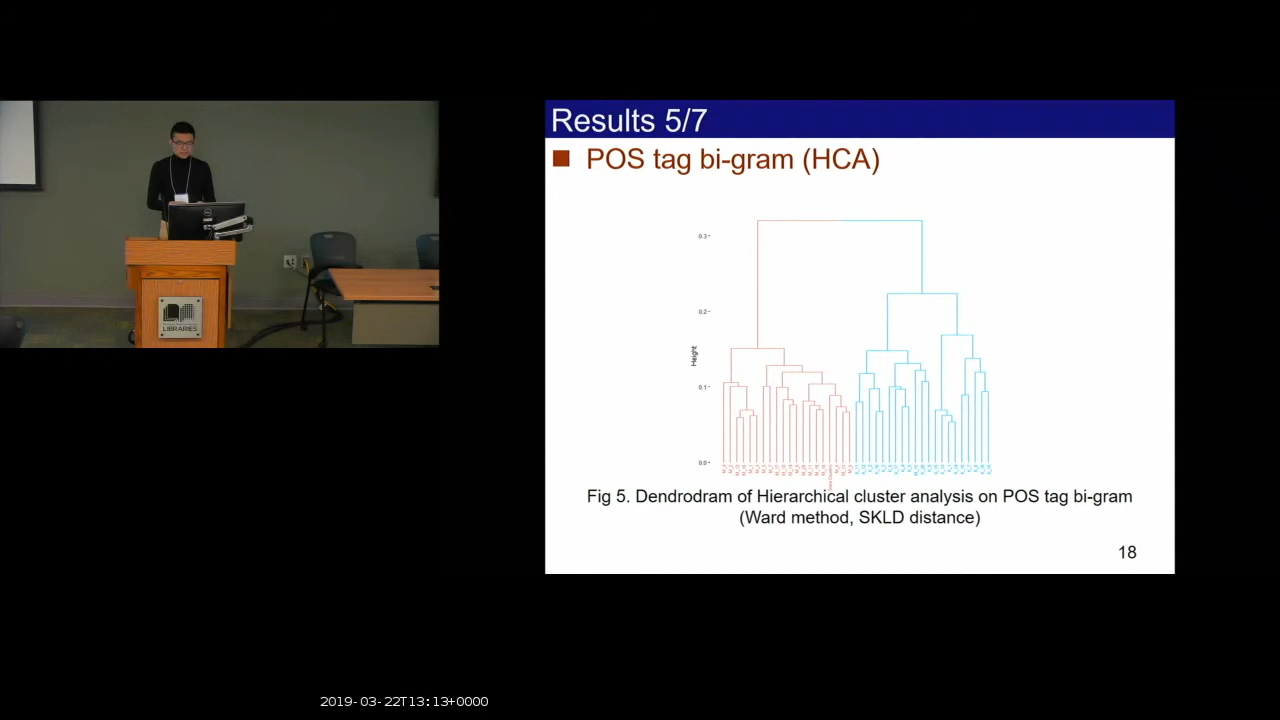 Results 5/7
POS tag bi-gram (HCA)
0.3
0.2
Height
0.1
0.0
LIBRARIES
Fig 5. Dendrodram of Hierarchical cluster analysis on POS tag bi-gram
(Ward method, SKLD distance)
18
2019-03-22T13:13+0000